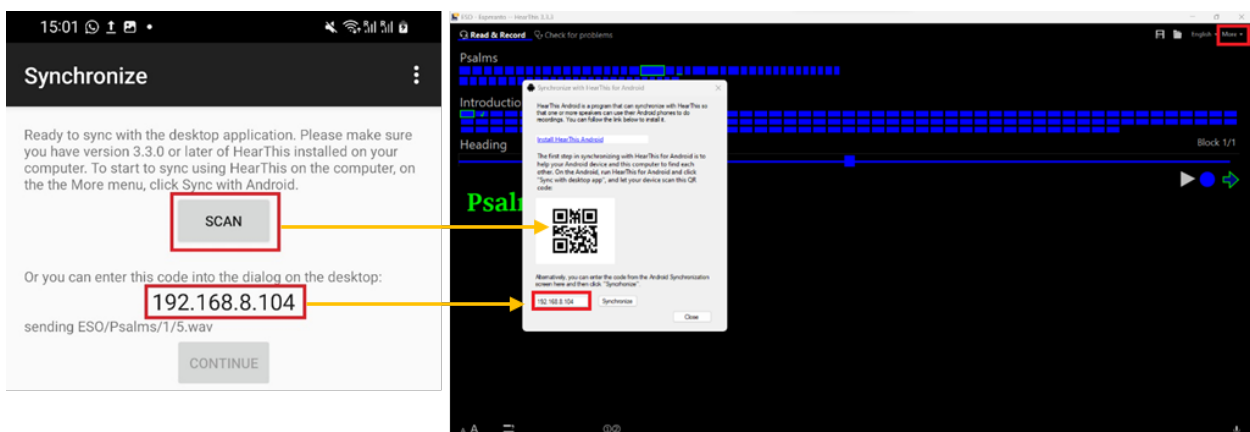 15:01
Synchronize
Ready to sync with the desktop application. Please make sure
you have version 3.3.0 or later of HearThis installed on your
computer. To start to sync using HearThis on the computer, on
the the More menu, click Sync with Android.
SCAN
Or you can enter this code into the dialog on the desktop:
192.168.8.104
sending ESO/Psalms/1/5.wav
CONTINUE
ESO - Esperanto -- HearThis 3.3.3
Read & Record
Check for problems
English
More
Psalms
Introductio
Heading
Block 1/1
Psal
Synchronize with HearThis for Android
HearThis Android is a program that can synchronize with HearThis so
that one or more speakers can use their Android phones to do
recordings. You can follow the link below to install it.
Install HearThis Android
The first step in synchronizing with HearThis for Android is to
help your Android device and this computer to find each
other. On the Android, run HearThis for Android and click
"Sync with desktop app", and let your device scan this QR
code:
Alternatively, you can enter the code from the Android Synchronization
screen here and then click "Synchronize".
192.168.8.104
Synchronize
Close
A A